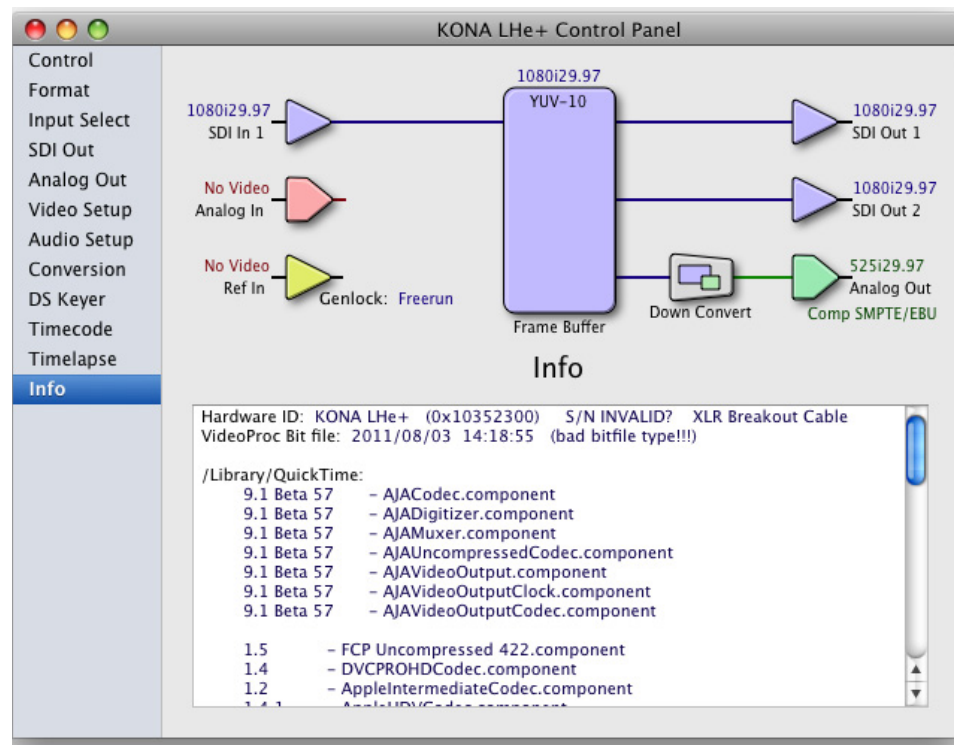 KONA LHe+ Control Panel
Control
Format
Input Select
SDI Out
Analog Out
Video Setup
Audio Setup
Conversion
DS Keyer
Timecode
Timelapse
Info
1080i29.97
YUV-10
1080i29.97
SDI In 1
1080i29.97
SDI Out 1
No Video
Analog In
1080i29.97
SDI Out 2
No Video
Ref In
Genlock: Freerun
Frame Buffer
Down Convert
525i29.97
Analog Out
Comp SMPTE/EBU
Info
Hardware ID: KONA LHe+ (0x10352300) S/N INVALID? XLR Breakout Cable
VideoProc Bit file: 2011/08/03 14:18:55 (bad bitfile type!!!)
/Library/QuickTime:
9.1 Beta 57 - AJACodec.component
9.1 Beta 57 - AJADigitizer.component
9.1 Beta 57 - AJAMuxer.component
9.1 Beta 57 - AJAUncompressedCodec.component
9.1 Beta 57 - AJAVideoOutput.component
9.1 Beta 57 - AJAVideoOutputClock.component
9.1 Beta 57 - AJAVideoOutputCodec.component
1.5 - FCP Uncompressed 422.component
1.4 - DVCPROHDCodec.component
1.2 - AppleIntermediateCodec.component